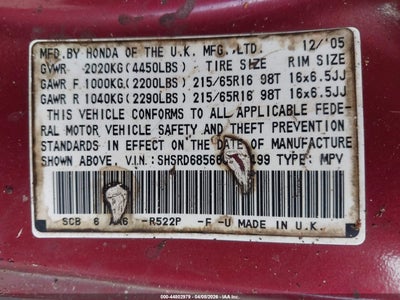 MFD.BY HONDA OF THE U.K. MFG.,LTD. 12/'05
GVWR 2020KG(4450LBS) TIRE SIZE RIM SIZE
GAWR F 1000KG(2200LBS) 215/65R16 98T 16x6.5JJ
GAWR R 1040KG(2290LBS) 215/65R16 98T 16x6.5JJ
THIS VEHICLE CONFORMS TO ALL APPLICABLE FEDE-
RAL MOTOR VEHICLE SAFETY AND THEFT PREVENTION
STANDARDS IN EFFECT ON THE DATE OF MANUFACTURE
SHOWN ABOVE. V.I.N.: TYPE: MPV
SCB -R522P -F -U MADE IN U.K.
000-44802979 - 04/09/2026 - IAA Inc.